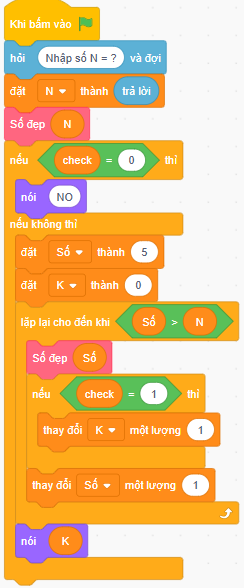 Khi bấm vào
hỏi Nhập số N = ? và đợi
đặt N thành trả lời
Số đẹp N
nếu check = 0 thì
nói NO
nếu không thì
đặt Số thành 5
đặt K thành 0
lặp lại cho đến khi Số > N
Số đẹp Số
nếu check = 1 thì
thay đổi K một lượng 1
thay đổi Số một lượng 1
nói K